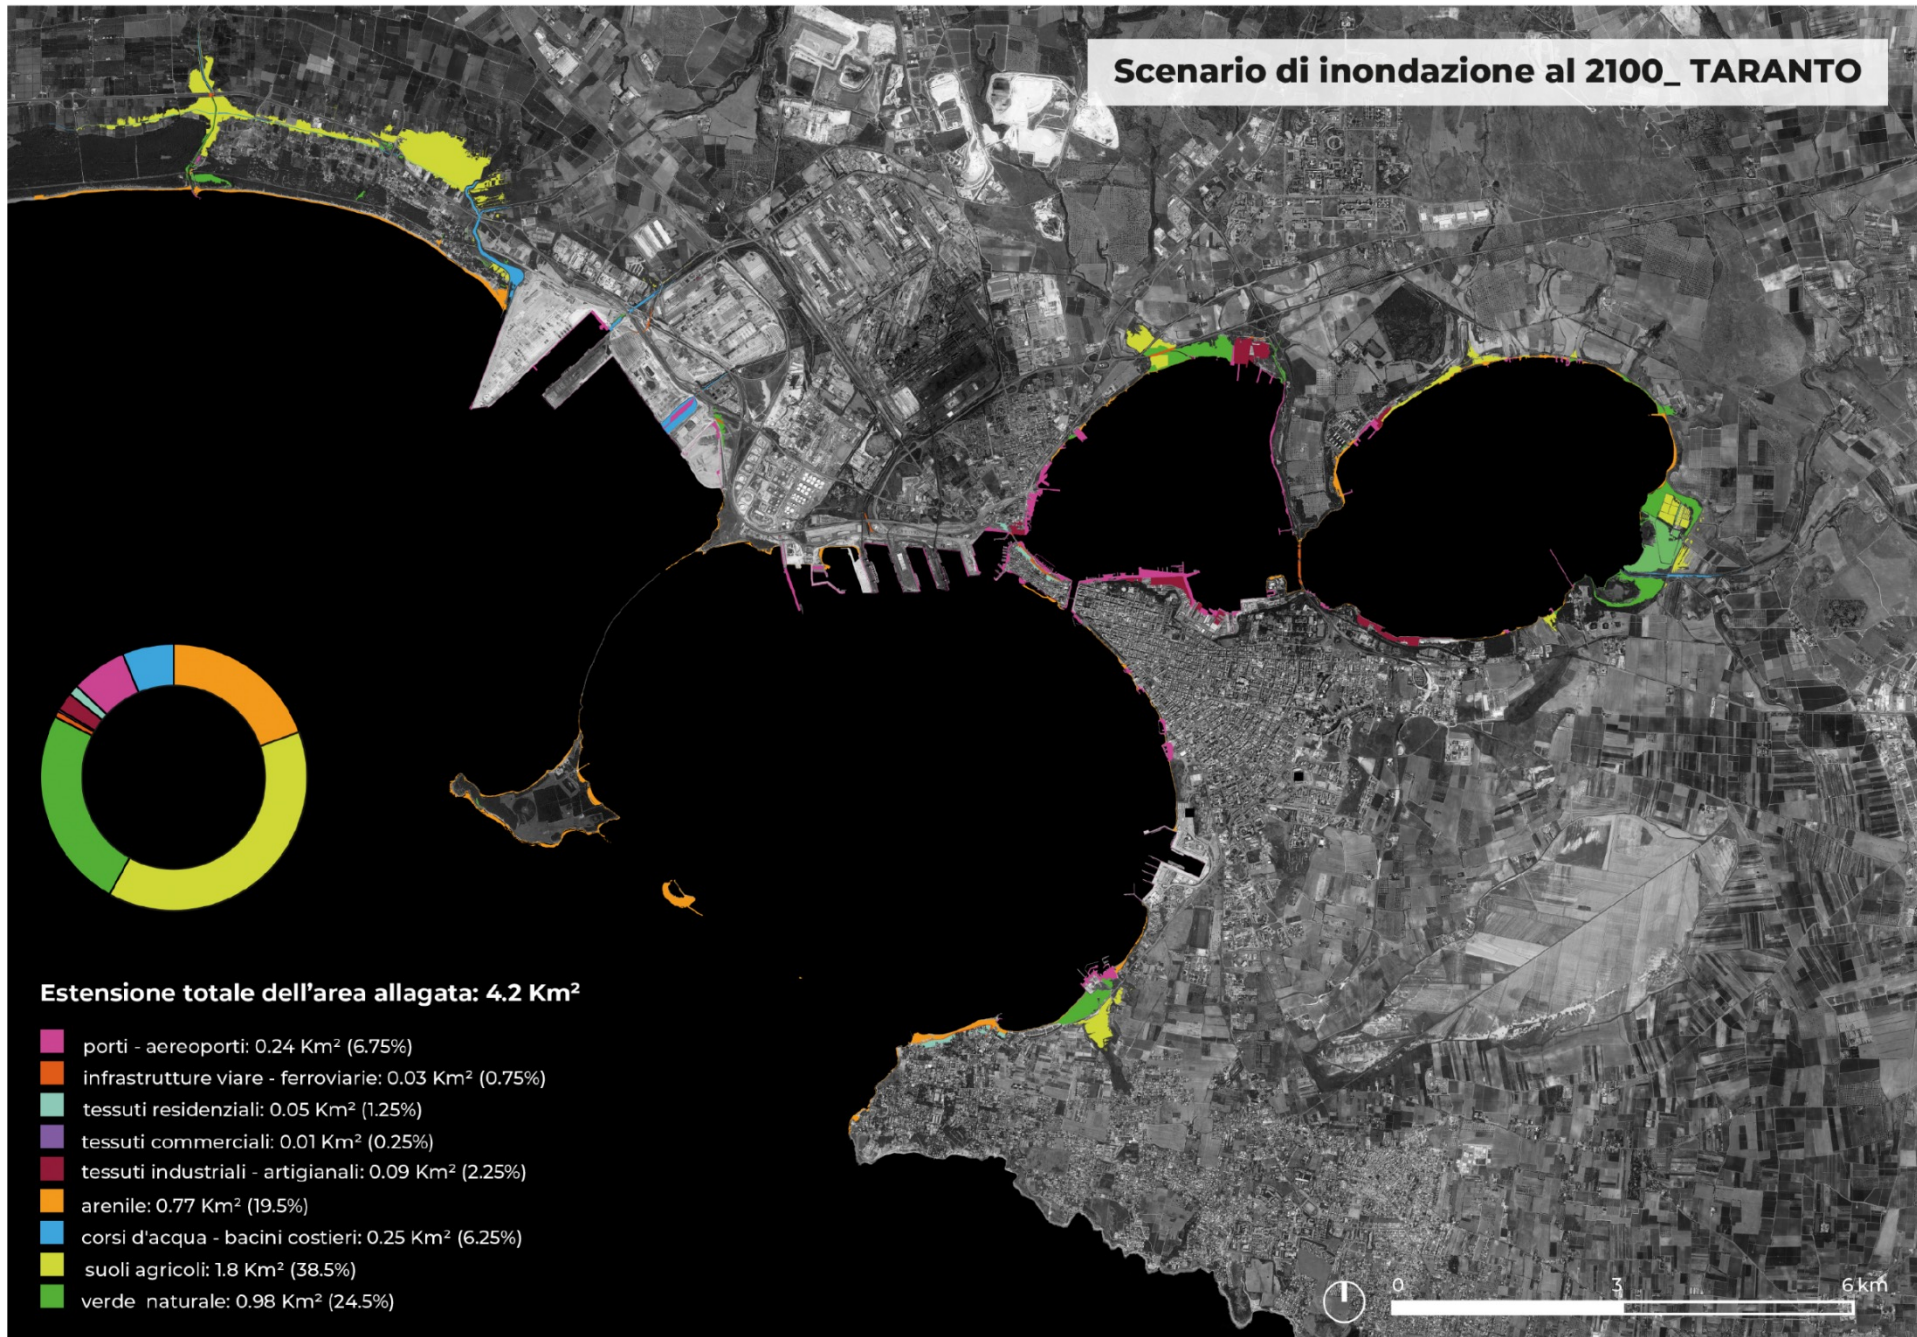 Scenario di inondazione al 2100_ TARANTO
Estensione totale dell'area allagata: 4.2 Km²
porti - aereoporti: 0.24 Km² (6.75%)
infrastrutture viare - ferroviarie: 0.03 Km² (0.75%)
tessuti residenziali: 0.05 Km² (1.25%)
tessuti commerciali: 0.01 Km² (0.25%)
tessuti industriali - artigianali: 0.09 Km² (2.25%)
arenile: 0.77 Km² (19.5%)
corsi d'acqua - bacini costieri: 0.25 Km² (6.25%)
suoli agricoli: 1.8 Km² (38.5%)
verde naturale: 0.98 Km² (24.5%)
0 3 6 km